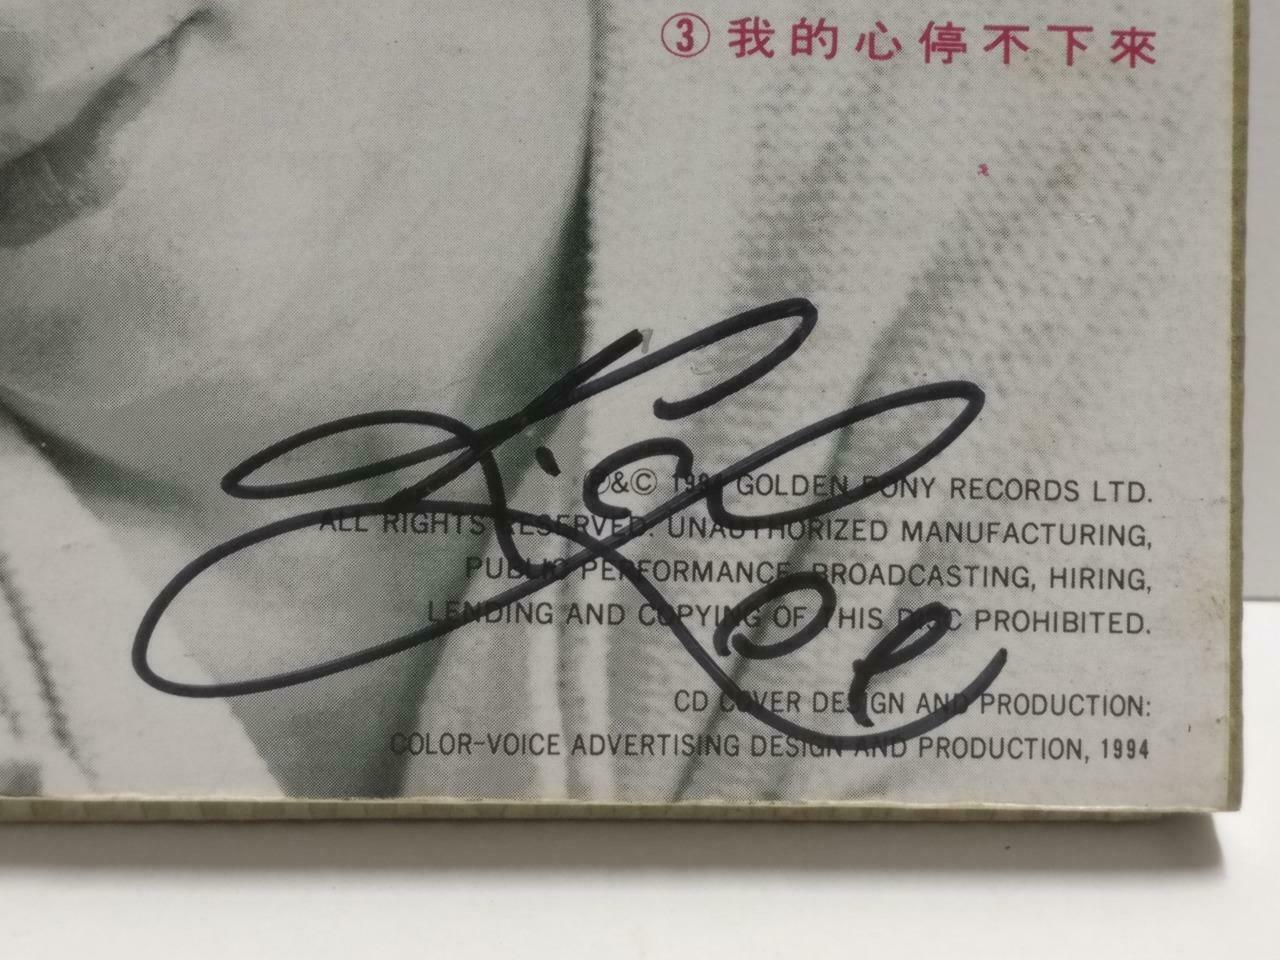 ③ 我的心停不下來
Ⓟ&Ⓒ 1994 GOLDEN PONY RECORDS LTD.
ALL RIGHTS RESERVED. UNAUTHORIZED MANUFACTURING,
PUBLIC PERFORMANCE, BROADCASTING, HIRING,
LENDING AND COPYING OF THIS DISC PROHIBITED.
CD COVER DESIGN AND PRODUCTION:
COLOR-VOICE ADVERTISING DESIGN AND PRODUCTION, 1994